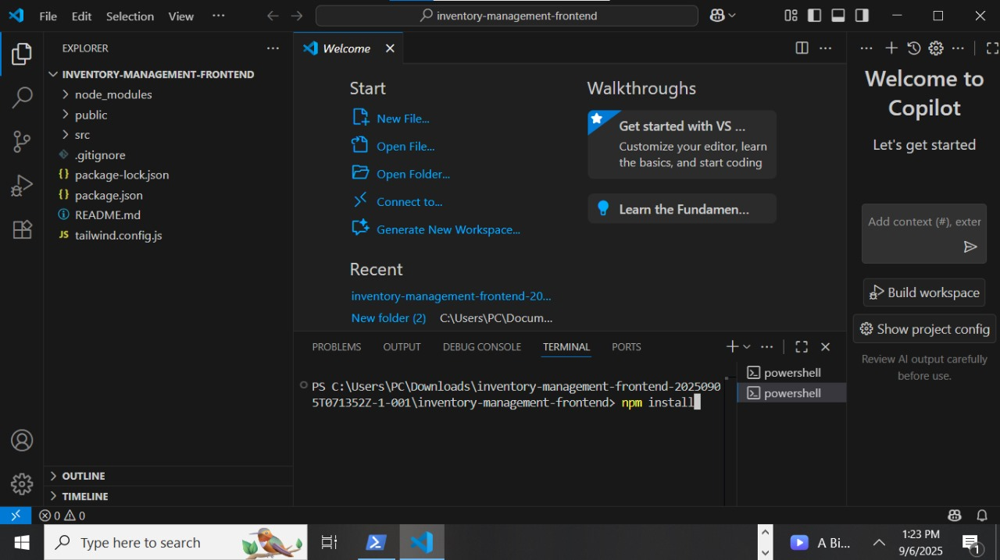 File Edit Selection View ···
inventory-management-frontend
EXPLORER
INVENTORY-MANAGEMENT-FRONTEND
node_modules
public
src
.gitignore
{} package-lock.json
{} package.json
README.md
JS tailwind.config.js
OUTLINE
TIMELINE
Welcome
Start
New File...
Open File...
Open Folder...
Connect to...
Generate New Workspace...
Recent
inventory-management-frontend-20...
New folder (2) C:\Users\PC\Docum...
Walkthroughs
Get started with VS ...
Customize your editor, learn
the basics, and start coding
Learn the Fundamen...
PROBLEMS OUTPUT DEBUG CONSOLE TERMINAL PORTS
PS C:\Users\PC\Downloads\inventory-management-frontend-2025090
5T071352Z-1-001\inventory-management-frontend> npm install
powershell
powershell
Welcome to
Copilot
Let's get started
Add context (#), exter
Build workspace
Show project config
Review AI output carefully
before use.
0 0
Type here to search
A Bi...
1:23 PM
9/6/2025
1